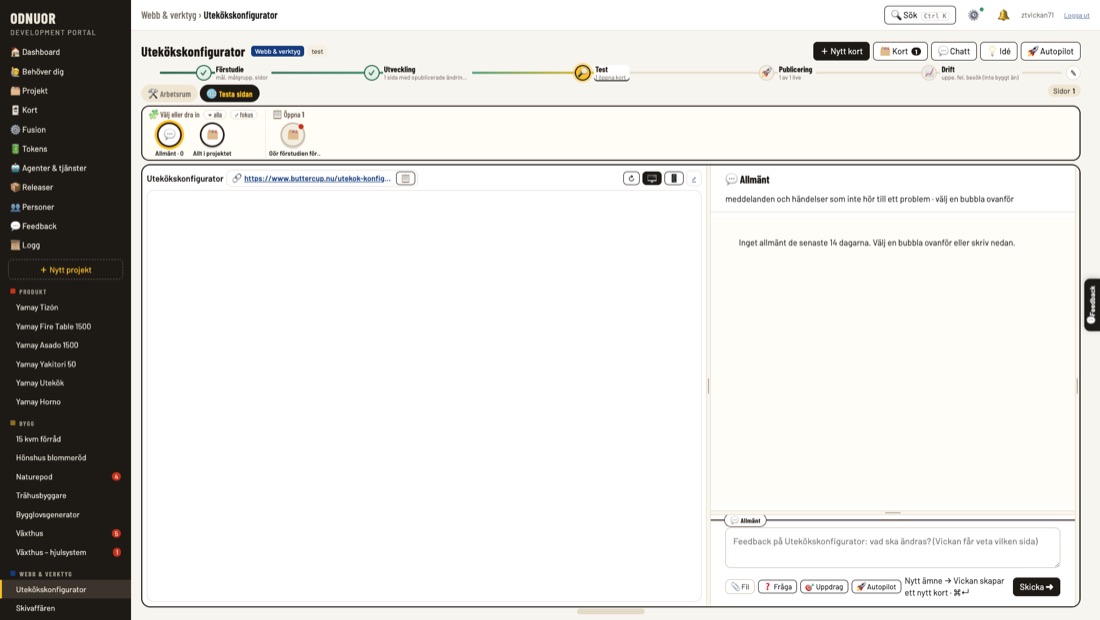 ODNUOR
DEVELOPMENT PORTAL
Dashboard
Behöver dig
Projekt
Kort
Fusion
Tokens
Agenter & tjänster
Releaser
Personer
Feedback
Logg
+ Nytt projekt
PRODUKT
Yamay Tizón
Yamay Fire Table 1500
Yamay Asado 1500
Yamay Yakitori 50
Yamay Utekök
Yamay Horno
BYGG
15 kvm förråd
Hönshus blommeröd
Naturepod 4
Trähusbyggare
Bygglovsgenerator
Växthus 5
Växthus – hjulsystem 1
WEBB & VERKTYG
Utekökskonfigurator
Skivaffären
Webb & verktyg › Utekökskonfigurator
Sök Ctrl K
ztvickan71 Logga ut
Utekökskonfigurator Webb & verktyg test
+ Nytt kort
Kort 1
Chatt
Idé
Autopilot
Förstudie
mål, målgrupp, sidor
Utveckling
1 sida med opublicerade ändrin...
Test
1 öppna kort
Publicering
1 av 1 live
Drift
uppe, fel, besök (inte byggt än)
Arbetsrum
Testa sidan
Sidor 1
Välj eller dra in alla fokus
Öppna 1
Allmänt · 0
Allt i projektet
Gör förstudien för..
Utekökskonfigurator https://www.buttercup.nu/utekok-konfig...
Allmänt
meddelanden och händelser som inte hör till ett problem · välj en bubbla ovanför
Inget allmänt de senaste 14 dagarna. Välj en bubbla ovanför eller skriv nedan.
Feedback
Allmänt
Feedback på Utekökskonfigurator: vad ska ändras? (Vickan får veta vilken sida)
Fil
Fråga
Uppdrag
Autopilot
Nytt ämne → Vickan skapar
ett nytt kort · ⌘↵
Skicka ➜